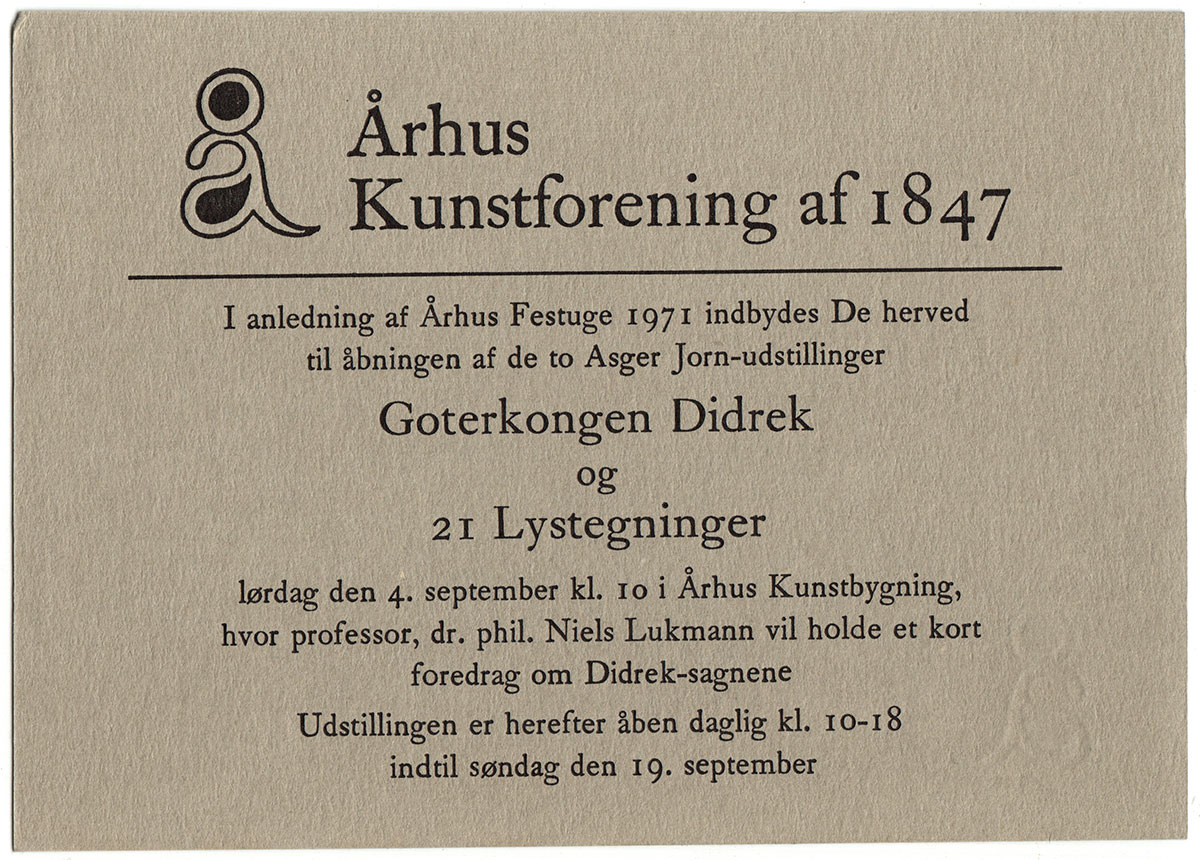 å
Århus
Kunstforening af 1847
I anledning af Århus Festuge 1971 indbydes De herved
til åbningen af de to Asger Jorn-udstillinger
Goterkongen Didrek
og
21 Lystegninger
lørdag den 4. september kl. 10 i Århus Kunstbygning,
hvor professor, dr. phil. Niels Lukmann vil holde et kort
foredrag om Didrek-sagnene
Udstillingen er herefter åben daglig kl. 10-18
indtil søndag den 19. september